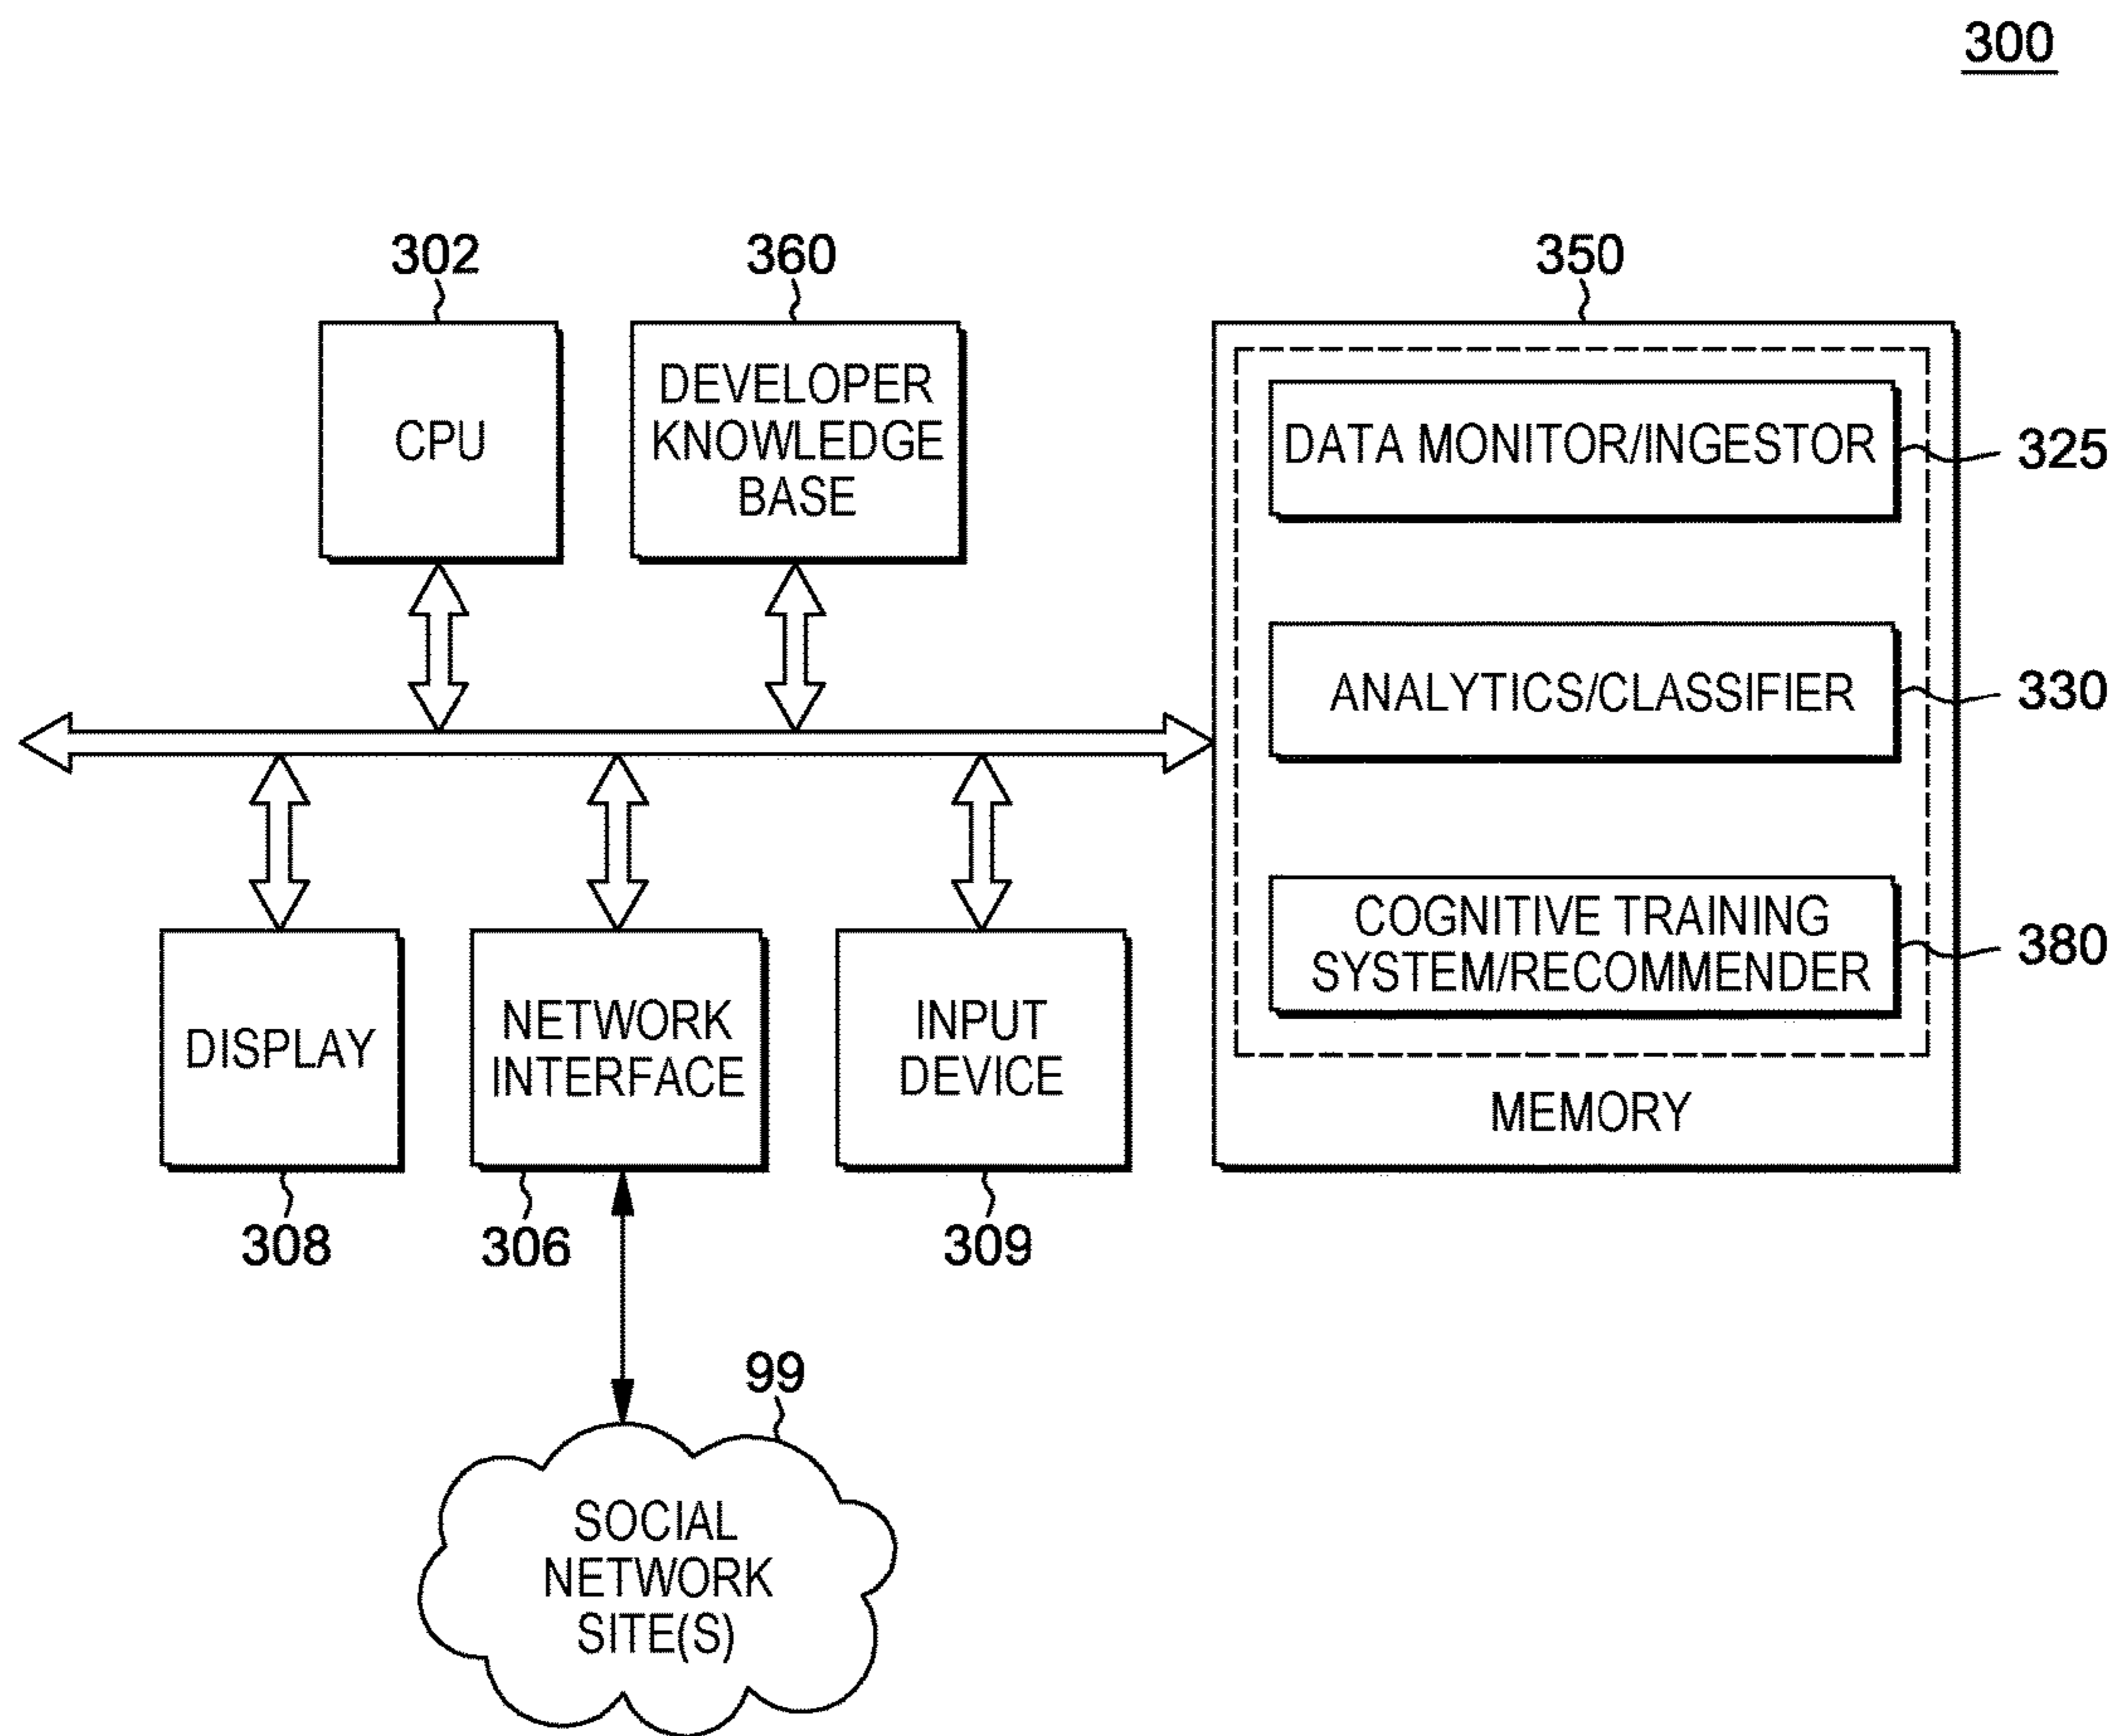 300
302
360
350
CPU
DEVELOPER
KNOWLEDGE
BASE
DATA MONITOR/INGESTOR
325
ANALYTICS/CLASSIFIER
330
COGNITIVE TRAINING
SYSTEM/RECOMMENDER
380
MEMORY
DISPLAY
NETWORK
INTERFACE
INPUT
DEVICE
308
306
309
99
SOCIAL
NETWORK
SITE(S)